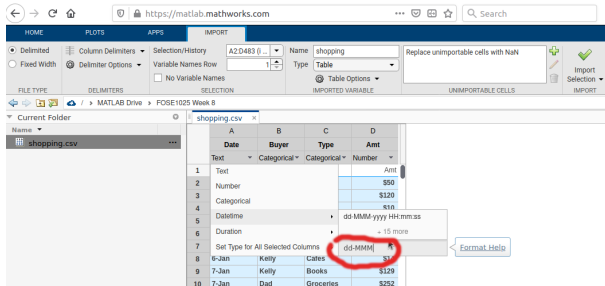 https://matlab.mathworks.com
Search
HOME PLOTS APPS IMPORT
Delimited Column Delimiters Selection/History A2:D483 (i ... Name shopping Replace unimportable cells with NaN
Fixed Width Delimiter Options Variable Names Row 1 Type Table
No Variable Names Table Options
Import
Selection
FILE TYPE DELIMITERS SELECTION IMPORTED VARIABLE UNIMPORTABLE CELLS IMPORT
/ > MATLAB Drive > FOSE1025 Week 8
Current Folder shopping.csv ×
Name
shopping.csv
A B C D
Date Buyer Type Amt
Text Categorical Categorical Number
1 Text Amt
2 Number $50
3 $120
4 Categorical $10
5 Datetime dd-MMM-yyyy HH:mm:ss
6 Duration + 15 more
7 Set Type for All Selected Columns dd-MMM Format Help
8 6-Jan Kelly Cafes
9 7-Jan Kelly Books $129
10 7-Jan Dad Groceries $252